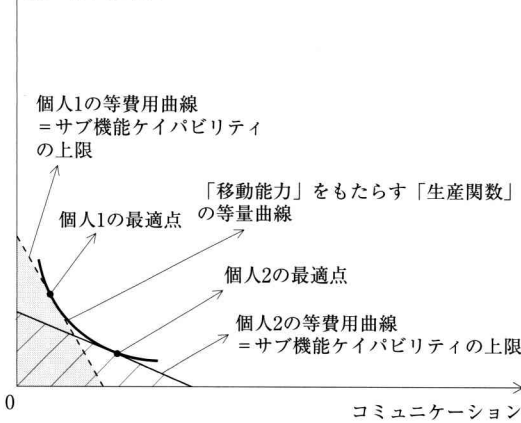 個人1の等費用曲線
＝サブ機能ケイパビリティ
の上限
「移動能力」をもたらす「生産関数」
の等量曲線
個人1の最適点
個人2の最適点
個人2の等費用曲線
＝サブ機能ケイパビリティの上限
0
コミュニケーション